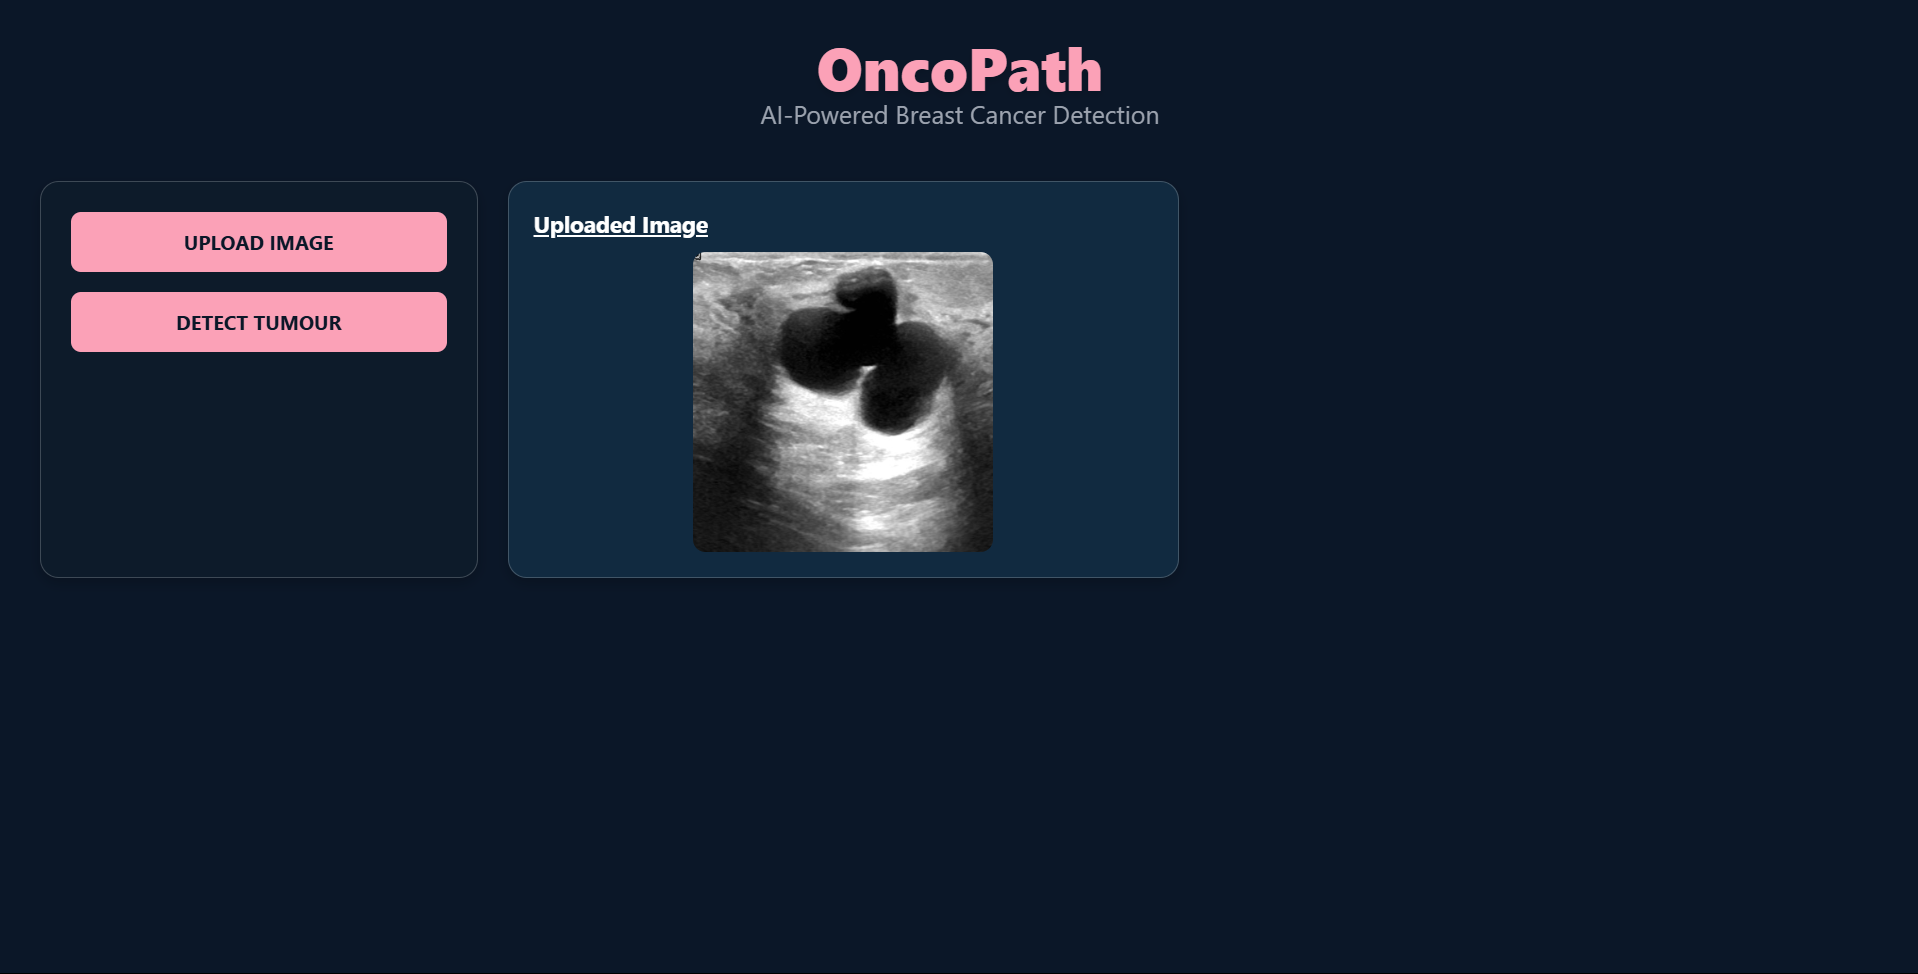 OncoPath
AI-Powered Breast Cancer Detection
UPLOAD IMAGE
DETECT TUMOUR
Uploaded Image